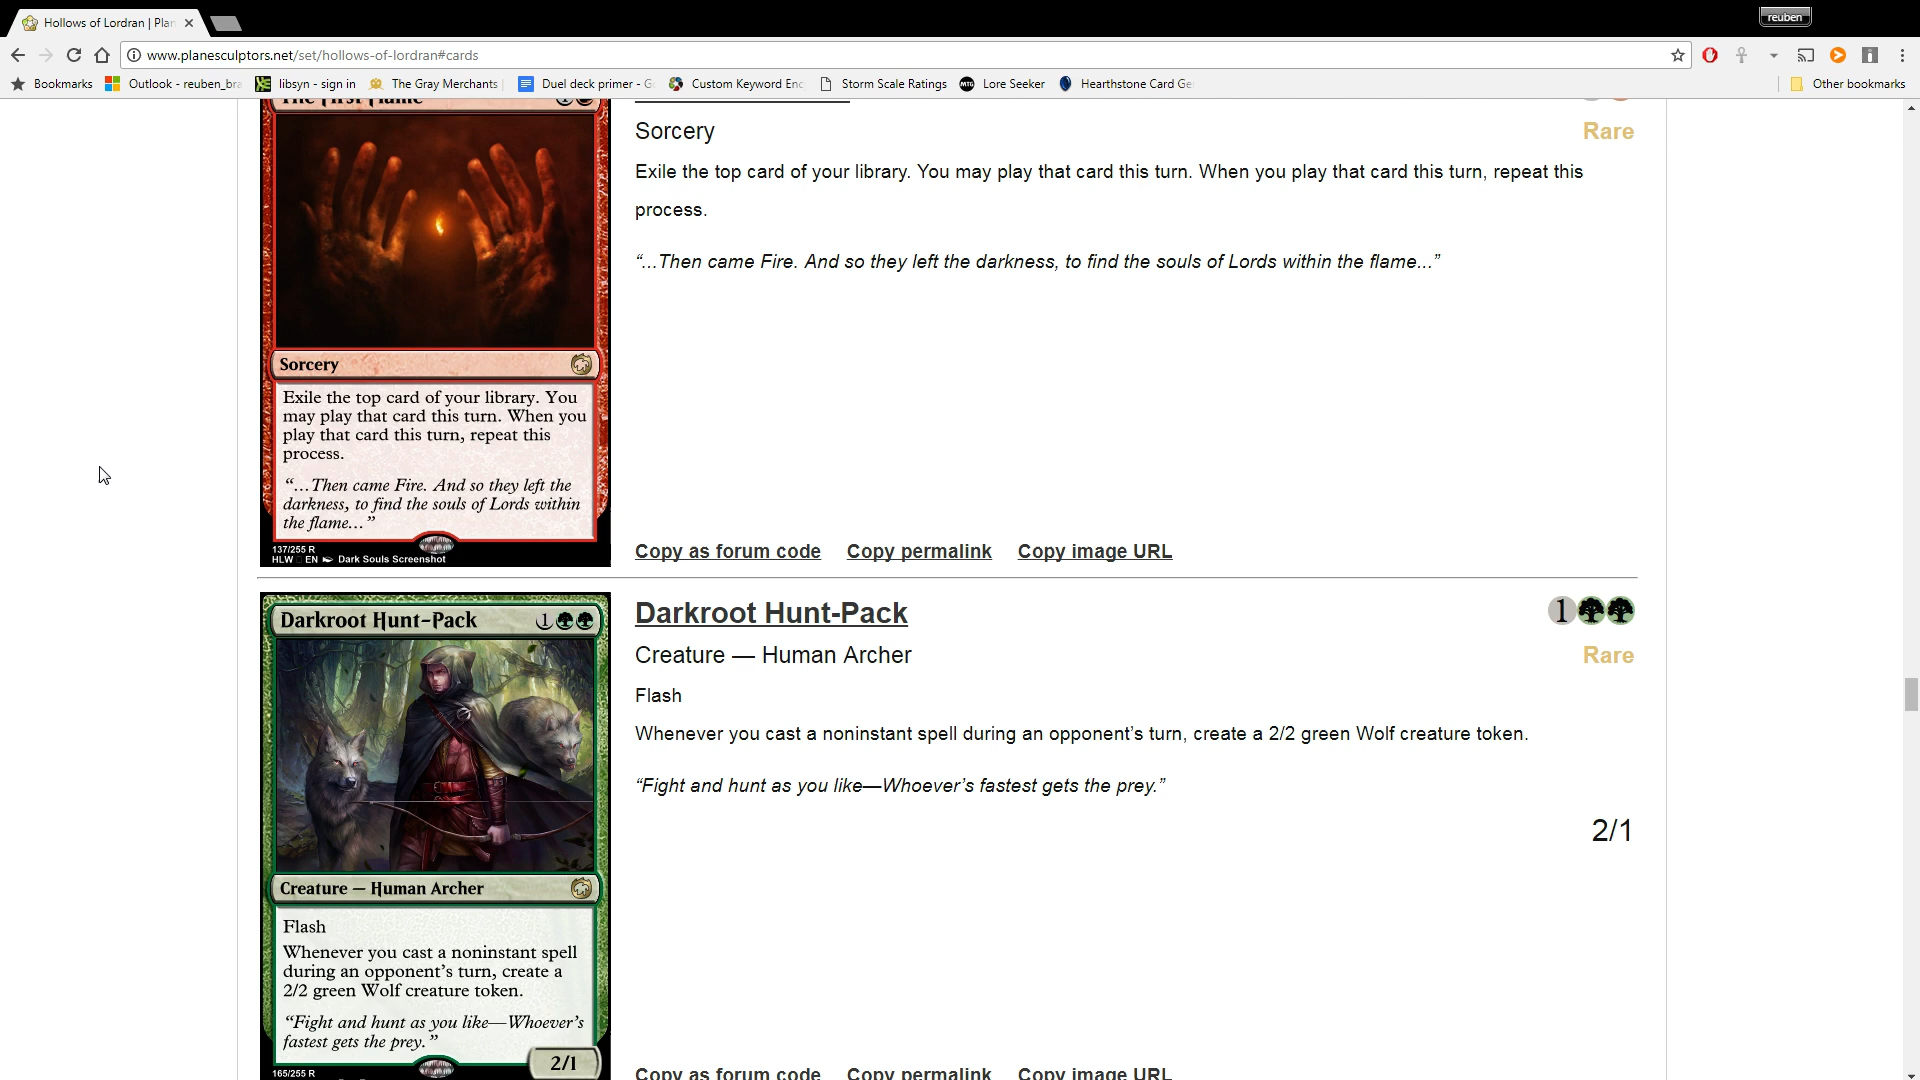 Hollows of Lordran | Plan
reuben
www.planesculptors.net/set/hollows-of-lordran#cards
Bookmarks
Outlook - reuben_bra
libsyn - sign in
The Gray Merchants
Duel deck primer - G
Custom Keyword Enc
Storm Scale Ratings
MTG
Lore Seeker
Hearthstone Card Ge
Other bookmarks
The First Flame
Sorcery
Rare
Exile the top card of your library. You may play that card this turn. When you play that card this turn, repeat this
process.
“...Then came Fire. And so they left the darkness, to find the souls of Lords within the flame...”
Sorcery
Exile the top card of your library. You
may play that card this turn. When you
play that card this turn, repeat this
process.
“…Then came Fire. And so they left the
darkness, to find the souls of Lords within
the flame…”
137/255 R
HLW EN Dark Souls Screenshot
Copy as forum code Copy permalink Copy image URL
Darkroot Hunt-Pack 1
Darkroot Hunt-Pack
1
Creature — Human Archer
Rare
Flash
Whenever you cast a noninstant spell during an opponent’s turn, create a 2/2 green Wolf creature token.
“Fight and hunt as you like—Whoever’s fastest gets the prey.”
2/1
Creature — Human Archer
Flash
Whenever you cast a noninstant spell
during an opponent’s turn, create a
2/2 green Wolf creature token.
“Fight and hunt as you like—Whoever’s
fastest gets the prey.”
2/1
165/255 R
Copy as forum code Copy permalink Copy image URL